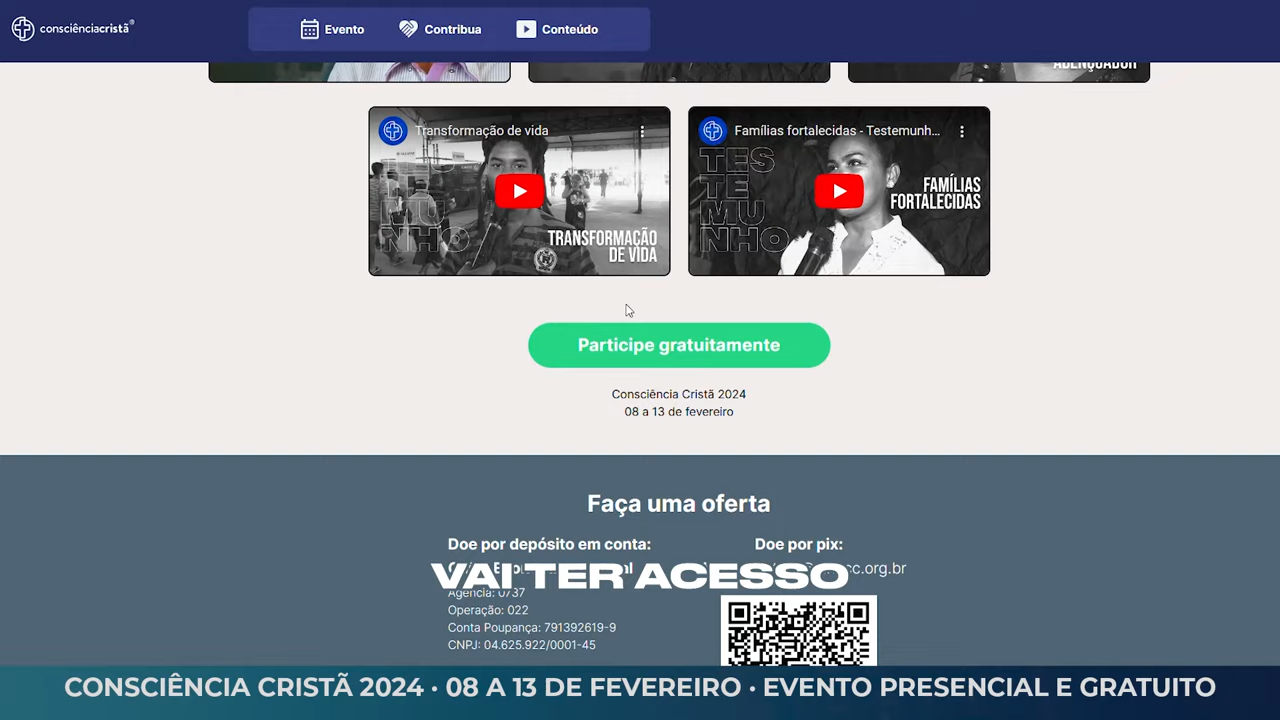 consciênciacristã®
Evento
Contribua
Conteúdo
Transformação de vida
TES
TE
MU
NHO
TRANSFORMAÇÃO
DE VIDA
Famílias fortalecidas - Testemunh...
TES
TE
MU
NHO
FAMÍLIAS
FORTALECIDAS
Participe gratuitamente
Consciência Cristã 2024
08 a 13 de fevereiro
Faça uma oferta
Doe por depósito em conta:
Doe por pix:
cc.org.br
VAI TER ACESSO
Agência: 0737
Operação: 022
Conta Poupança: 791392619-9
CNPJ: 04.625.922/0001-45
CONSCIÊNCIA CRISTÃ 2024 • 08 A 13 DE FEVEREIRO • EVENTO PRESENCIAL E GRATUITO